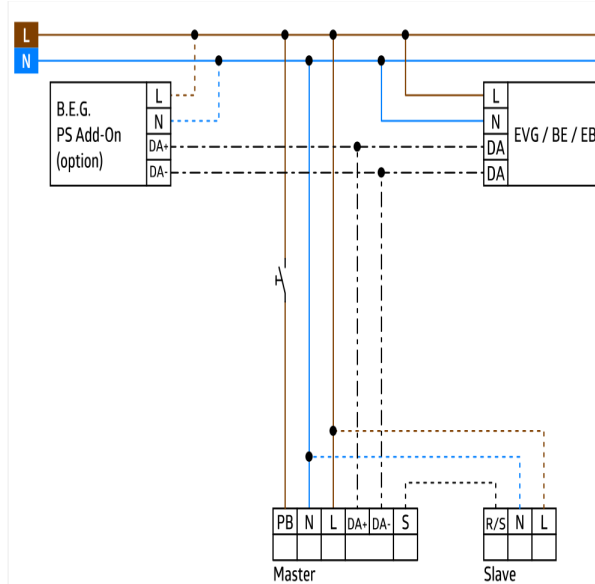 L
N
B.E.G.
PS Add-On
(option)
L
N
DA+
DA-
L
N
DA
DA
EVG / BE / EB
PB N L DA+ DA- S
R/S N L
Master
Slave